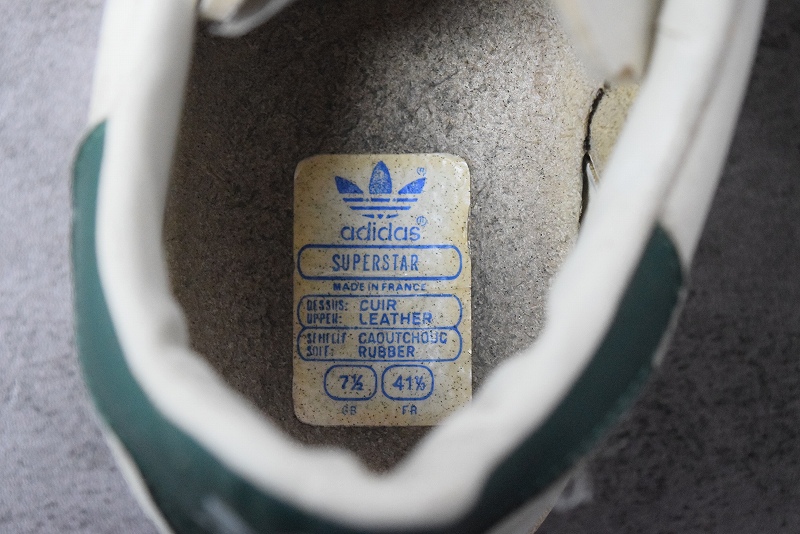 ®
adidas®
SUPERSTAR
MADE IN FRANCE
DESSUS: CUIR
UPPER: LEATHER
SEMELLE CAOUTCHOUC
SOLE: RUBBER
7½ 41⅓
GB FR